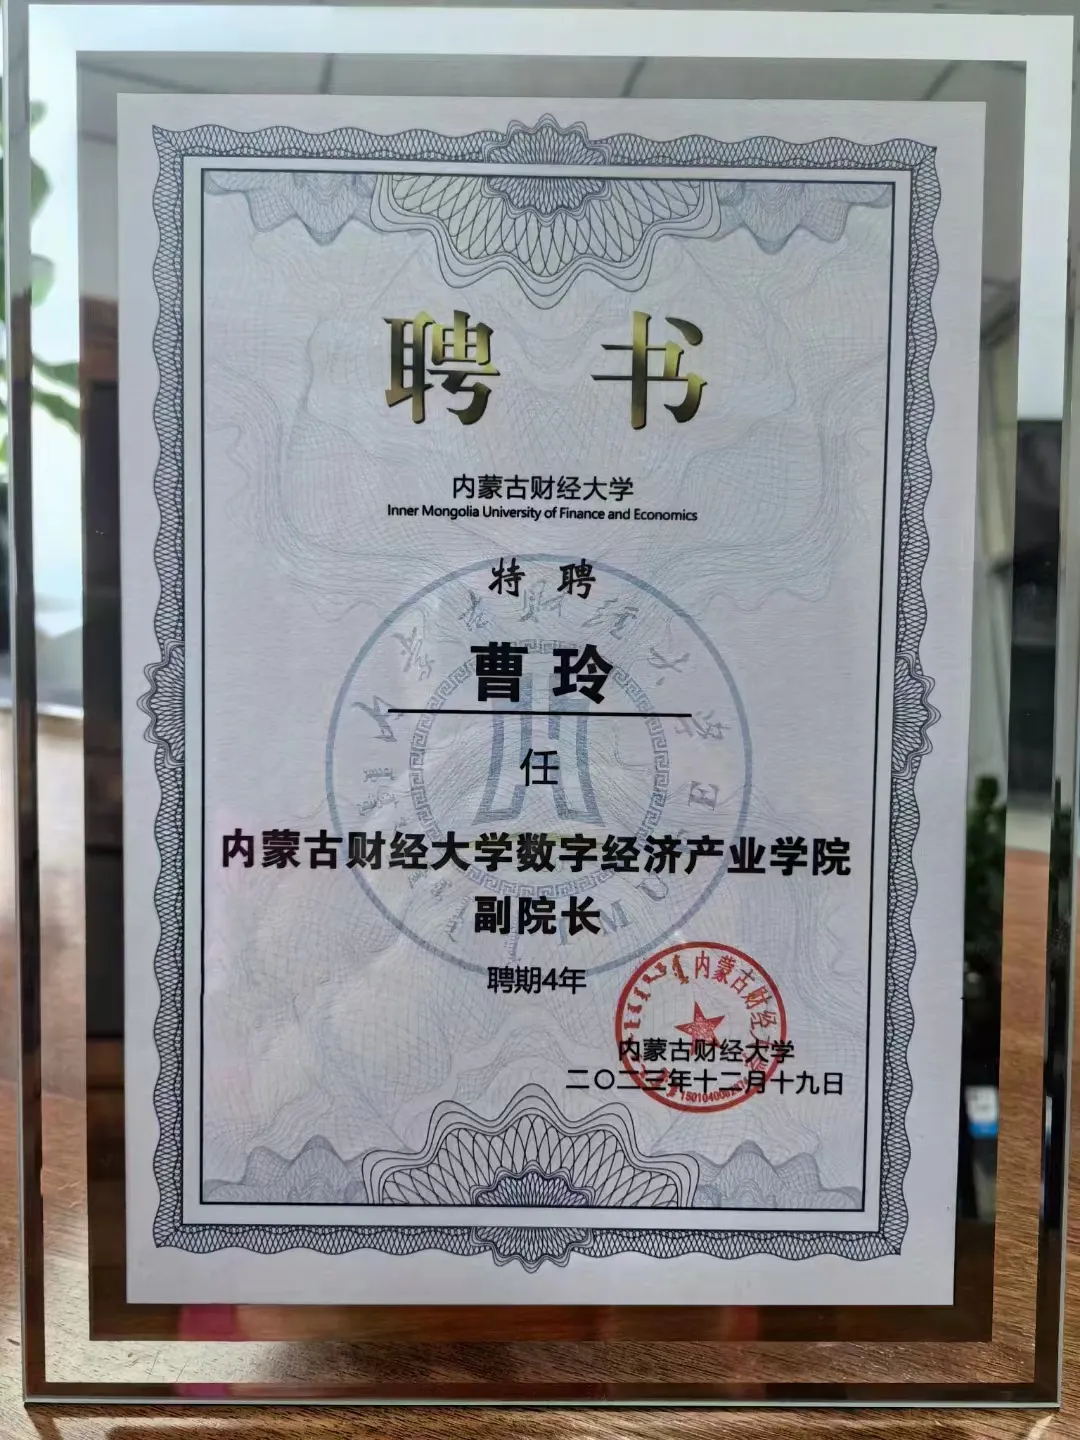 聘 书
内蒙古财经大学
Inner Mongolia University of Finance and Economics
特 聘
曹 玲
任
内蒙古财经大学数字经济产业学院
副院长
聘期4年
内蒙古财经大学
二〇二三年十二月十九日